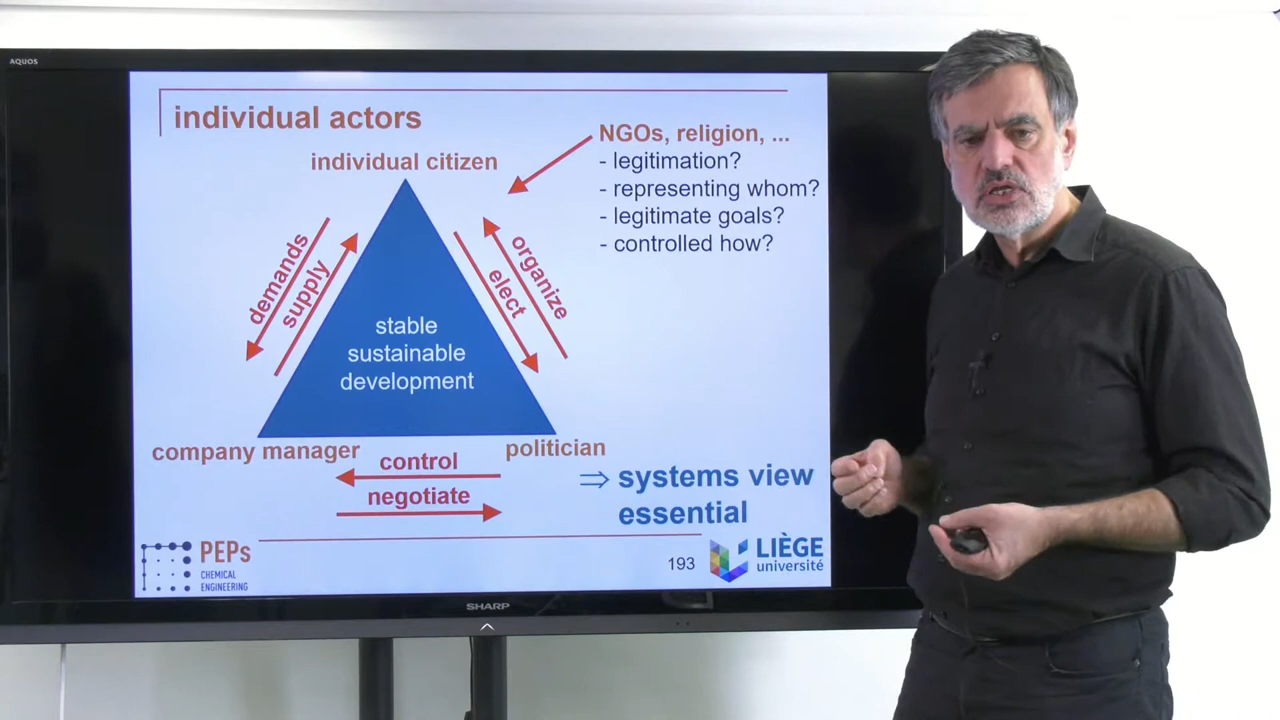 AQUOS
individual actors
individual citizen
NGOs, religion, ...
- legitimation?
- representing whom?
- legitimate goals?
- controlled how?
demands
supply
organize
elect
stable
sustainable
development
company manager
politician
control
negotiate
⇒ systems view
essential
PEPs
CHEMICAL
ENGINEERING
193
LIÈGE
université
SHARP